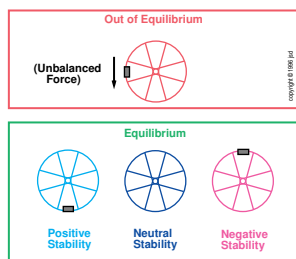 Out of Equilibrium
(Unbalanced
Force)
copyright ©1996 jsd
Equilibrium
Positive
Stability
Neutral
Stability
Negative
Stability